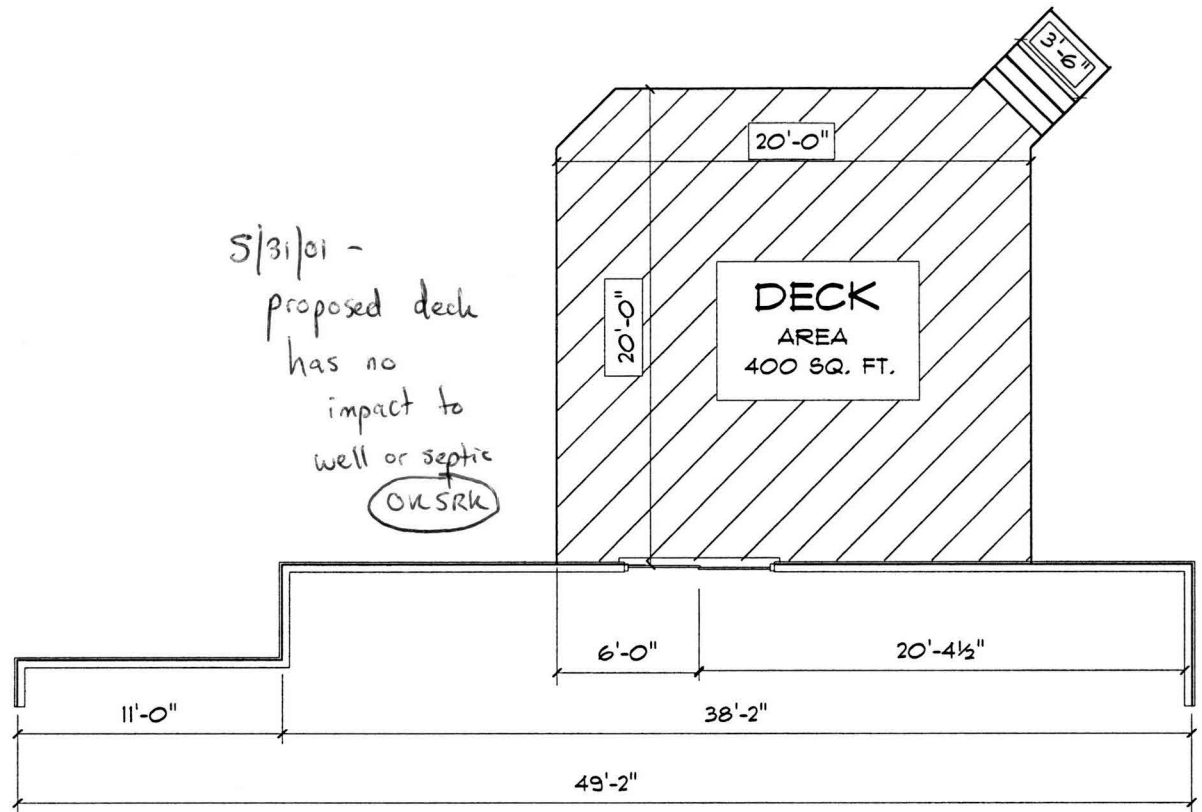 3'-6"
20'-0"
5/31/01 -
proposed deck
has no
impact to
well or septic
OK SRK
20'-0"
DECK
AREA
400 SQ. FT.
6'-0"
20'-4½"
11'-0"
38'-2"
49'-2"